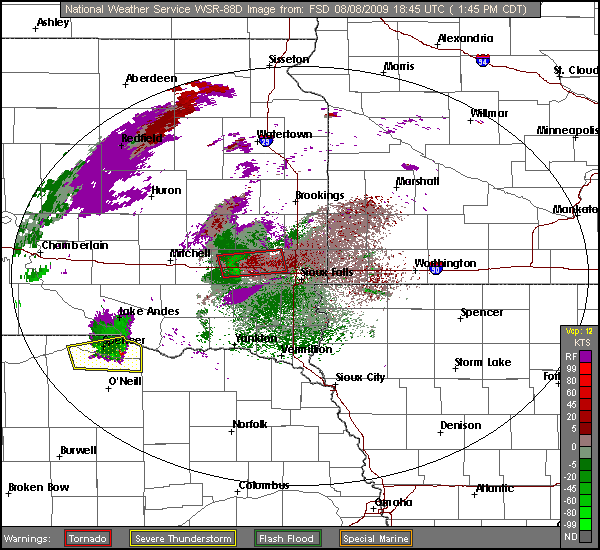 National Weather Service WSR-88D Image from: FSD 08/08/2009 18:45 UTC ( 1:45 PM CDT)
Ashley
Alexandria
Sisseton
94
Morris
St. Cloud
Aberdeen
Willmar
Minneapolis
Redfield
Watertown
29
Huron
Marshall
Brookings
Mankato
Chamberlain
Mitchell
Sioux Falls
Worthington
90
Lake Andes
Spencer
Yankton
Vermillion
O'Neill
Storm Lake
Sioux City
Norfolk
Denison
Burwell
Broken Bow
Columbus
Atlantic
Omaha
Vcp: 12
KTS
RF
99
80
60
45
20
5
0
-5
-20
-45
-60
-80
-99
ND
Warnings: Tornado Severe Thunderstorm Flash Flood Special Marine